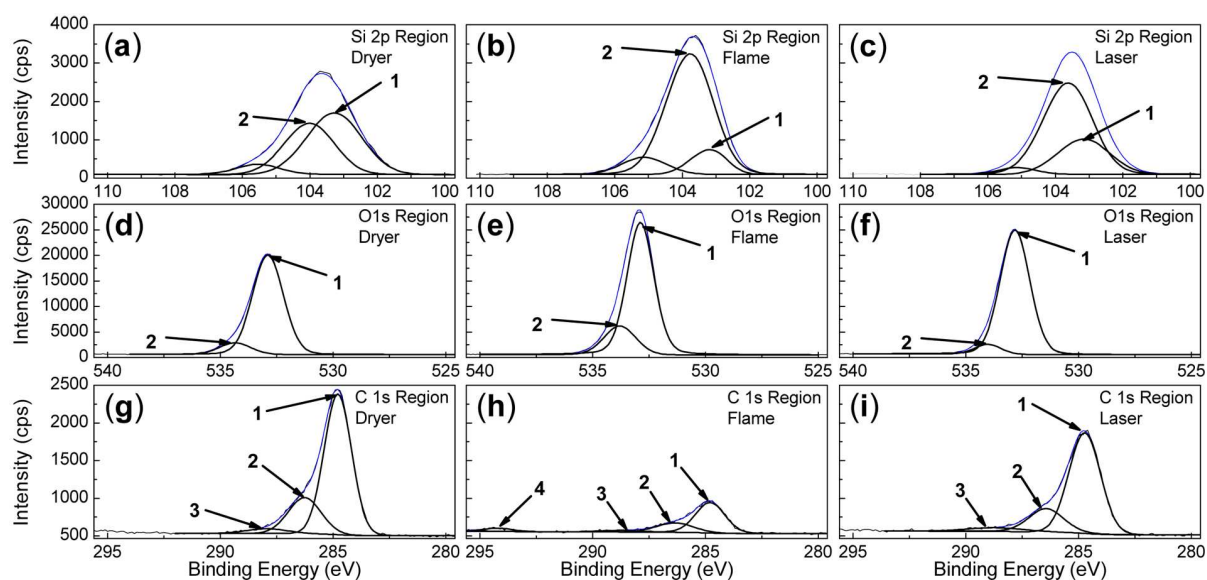 (a) Si 2p Region Dryer
1
2
(b) Si 2p Region Flame
2
1
(c) Si 2p Region Laser
2
1
Intensity (cps)
4000
3000
2000
1000
0
110 108 106 104 102 100
110 108 106 104 102 100
110 108 106 104 102 100
(d) O1s Region Dryer
1
2
(e) O1s Region Flame
1
2
(f) O1s Region Laser
1
2
Intensity (cps)
30000
25000
20000
15000
10000
5000
0
540 535 530 525
540 535 530 525
540 535 530 525
(g) C 1s Region Dryer
1
2
3
(h) C 1s Region Flame
4
3
2
1
(i) C 1s Region Laser
1
2
3
Intensity (cps)
2500
2000
1500
1000
500
295 290 285 280
295 290 285 280
295 290 285 280
Binding Energy (eV)
Binding Energy (eV)
Binding Energy (eV)